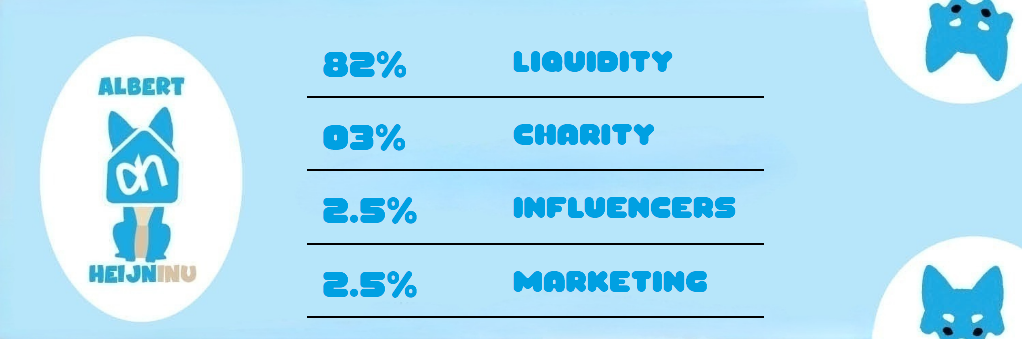 ALBERT
ah
HEIJNINU
82% LIQUIDITY
03% CHARITY
2.5% INFLUENCERS
2.5% MARKETING